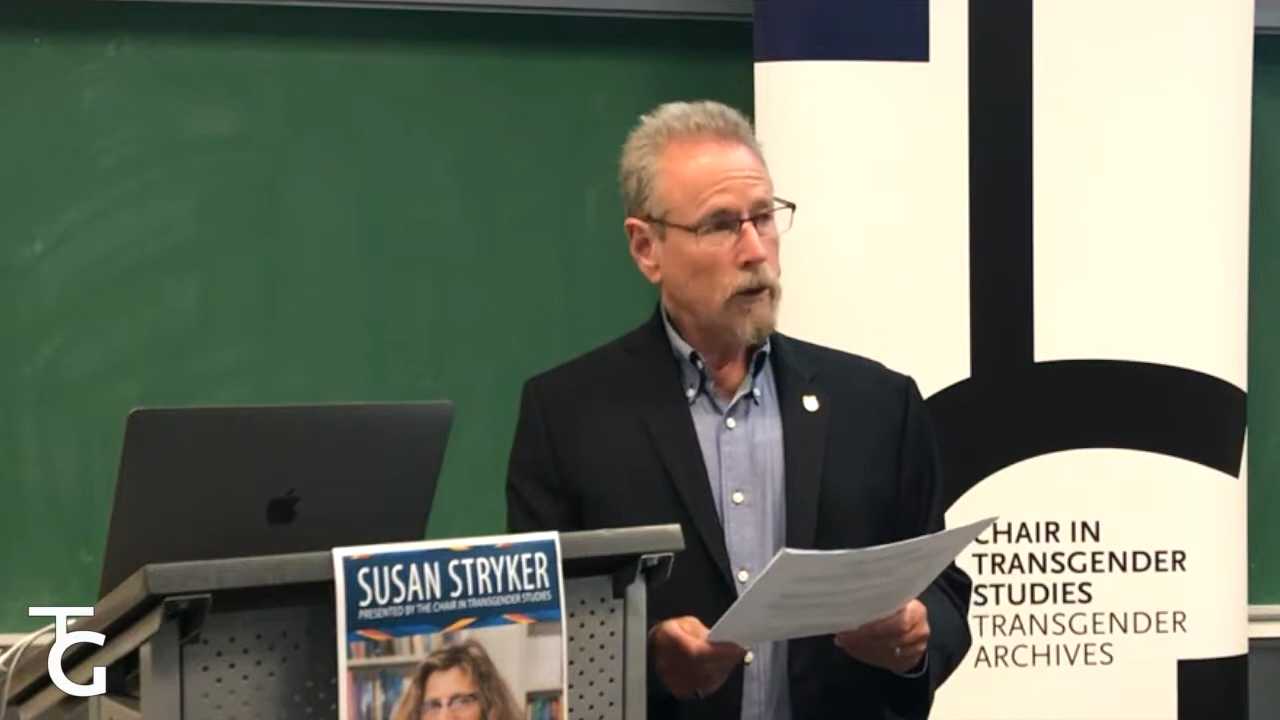 SUSAN STRYKER
PRESENTED BY THE CHAIR IN TRANSGENDER STUDIES
CHAIR IN
TRANSGENDER
STUDIES
TRANSGENDER
ARCHIVES
TG